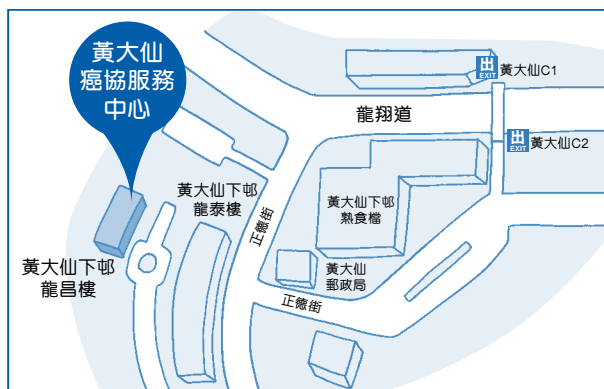 黃大仙
癌協服務
中心
出
EXIT
黃大仙C1
龍翔道
出
EXIT
黃大仙C2
黃大仙下邨
龍泰樓
正德街
黃大仙下邨
熟食檔
黃大仙下邨
龍昌樓
黃大仙
郵政局
正德街